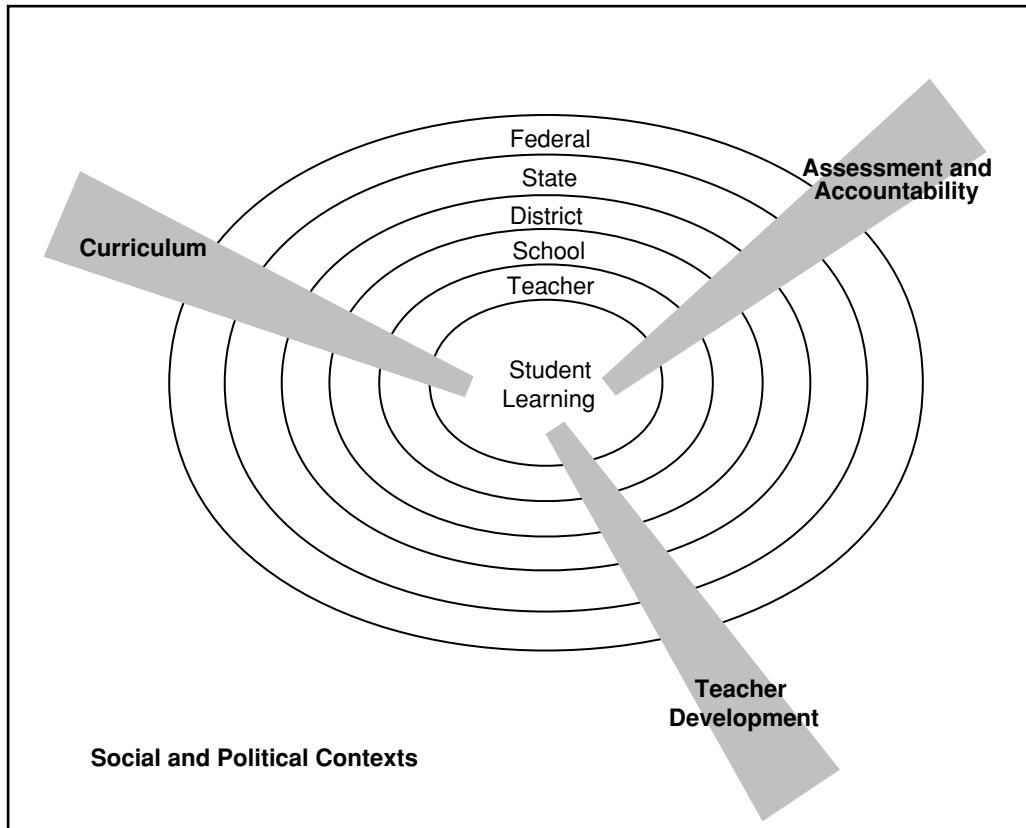 Federal
State
District
School
Teacher
Student
Learning
Curriculum
Assessment and
Accountability
Teacher
Development
Social and Political Contexts